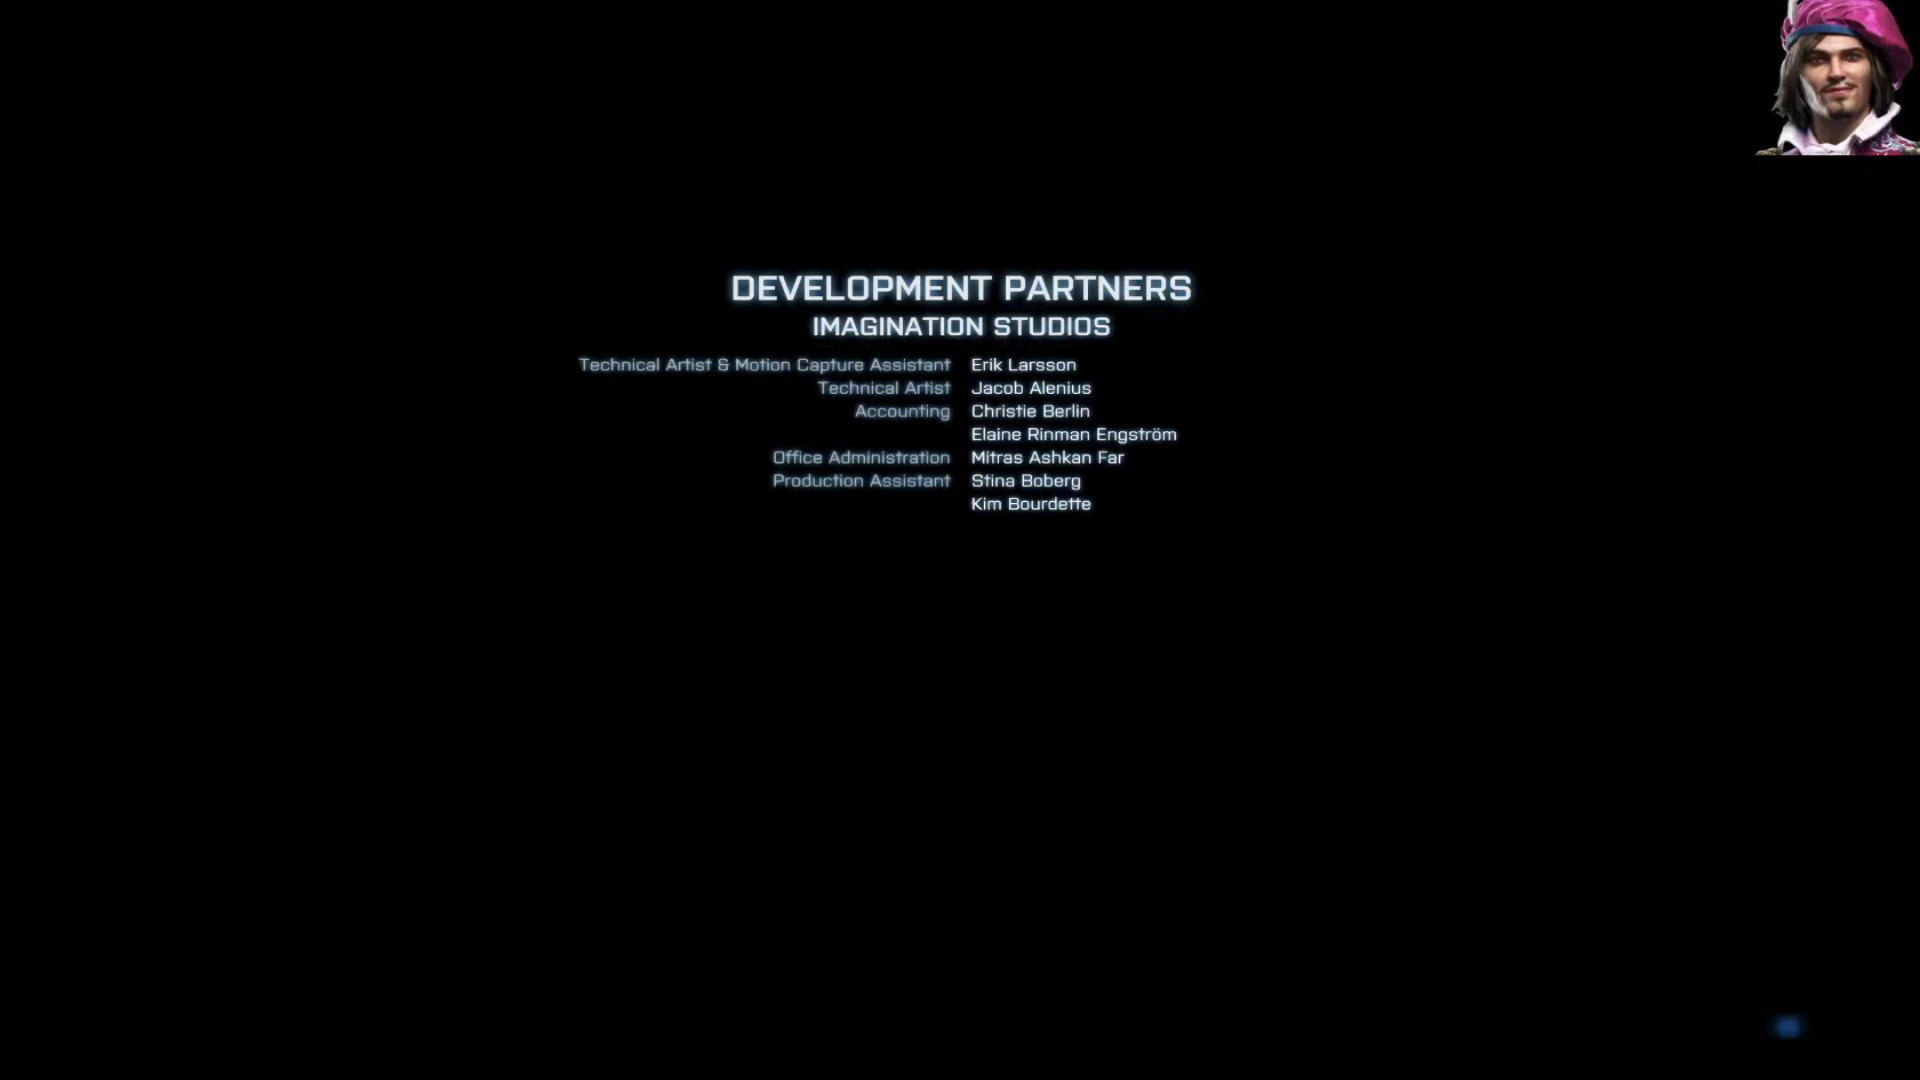 DEVELOPMENT PARTNERS
IMAGINATION STUDIOS
Technical Artist & Motion Capture Assistant Erik Larsson
Technical Artist Jacob Alenius
Accounting Christie Berlin
Elaine Rinman Engström
Office Administration Mitras Ashkan Far
Production Assistant Stina Boberg
Kim Bourdette